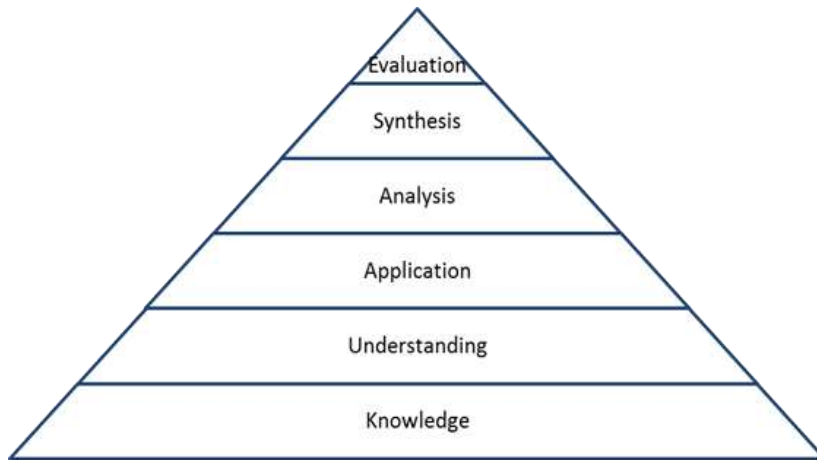 Evaluation
Synthesis
Analysis
Application
Understanding
Knowledge